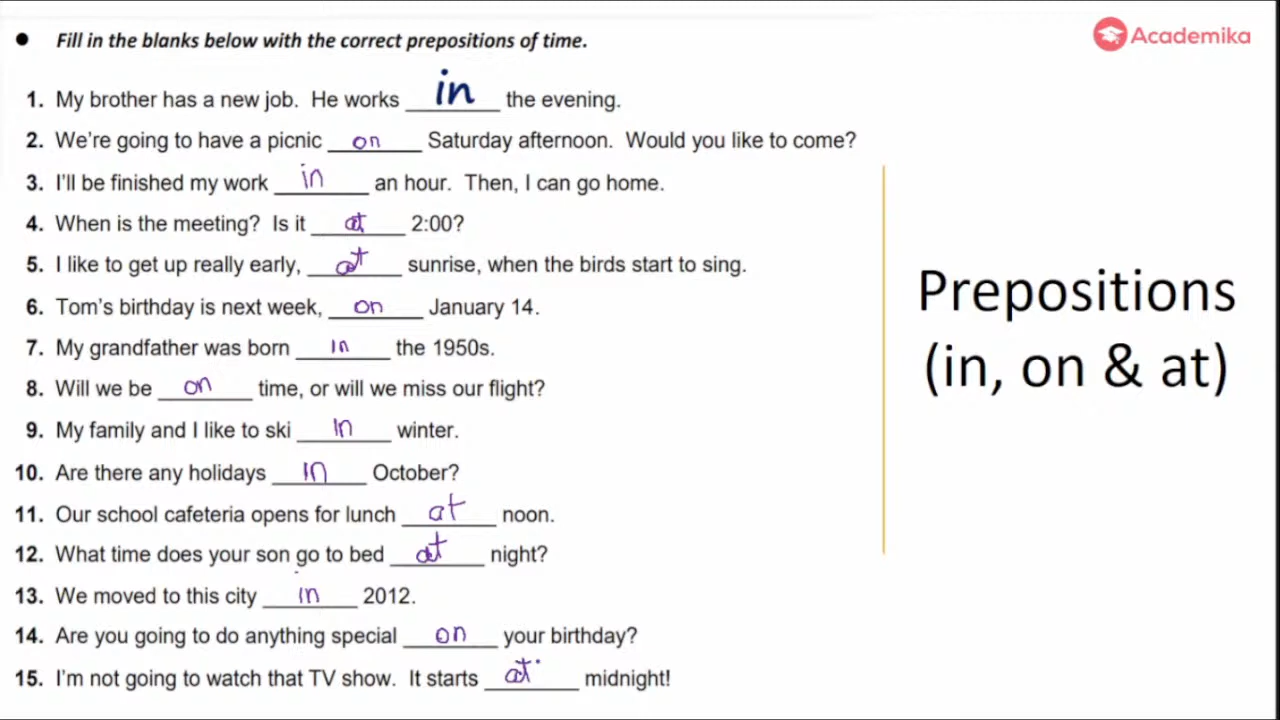 • Fill in the blanks below with the correct prepositions of time.
Academika
1. My brother has a new job. He works in the evening.
2. We're going to have a picnic on Saturday afternoon. Would you like to come?
3. I'll be finished my work in an hour. Then, I can go home.
4. When is the meeting? Is it at 2:00?
5. I like to get up really early, at sunrise, when the birds start to sing.
6. Tom's birthday is next week, on January 14.
7. My grandfather was born in the 1950s.
8. Will we be on time, or will we miss our flight?
9. My family and I like to ski in winter.
10. Are there any holidays in October?
11. Our school cafeteria opens for lunch at noon.
12. What time does your son go to bed at night?
13. We moved to this city in 2012.
14. Are you going to do anything special on your birthday?
15. I'm not going to watch that TV show. It starts at midnight!
Prepositions
(in, on & at)